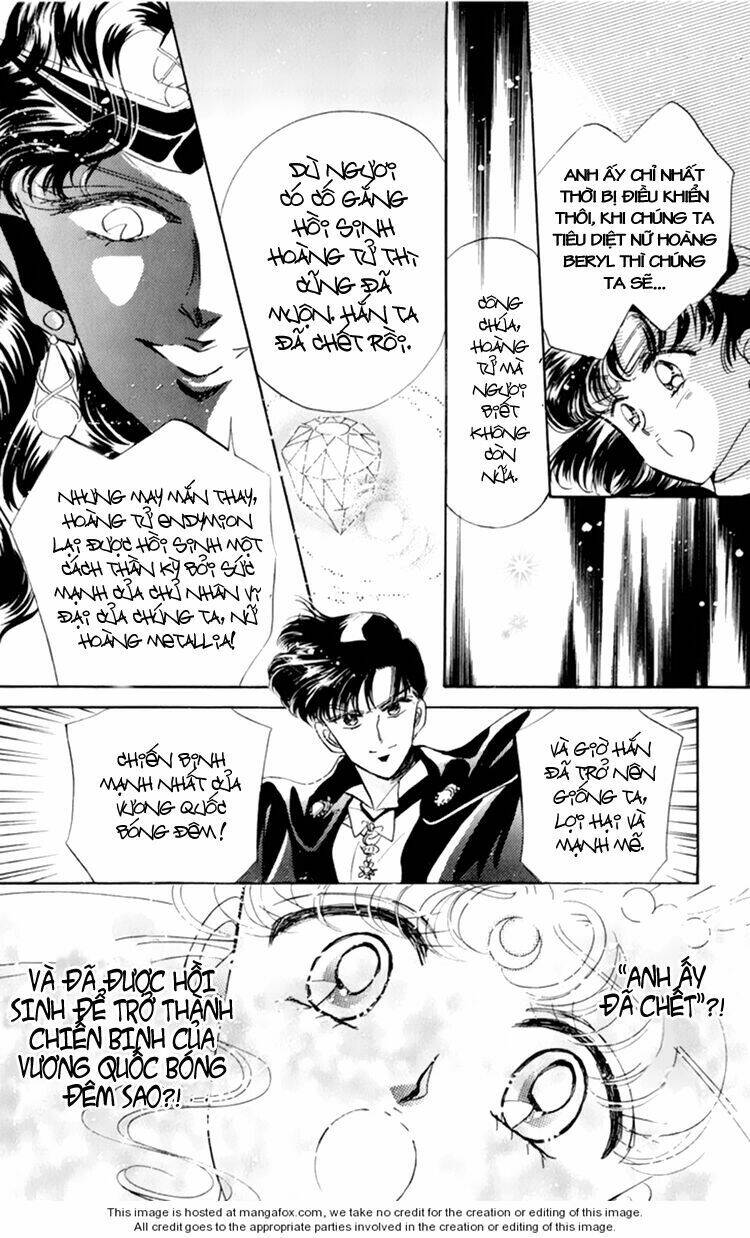 ANH ẤY CHỈ NHẤT
THỜI BỊ ĐIỀU KHIỂN
THÔI, KHI CHÚNG TA
TIÊU DIỆT NỮ HOÀNG
BERYL THÌ CHÚNG
TA SẼ...
CÔNG
CHÚA,
HOÀNG
TỬ MÀ
NGƯƠI
BIẾT
KHÔNG
CÒN
NỮA.
DÙ NGƯƠI
CÓ CỐ GẮNG
HỒI SINH
HOÀNG TỬ THÌ
CŨNG ĐÃ
MUỘN. HẮN TA
ĐÃ CHẾT RỒI.
NHƯNG MAY MẮN THAY,
HOÀNG TỬ ENDYMION
LẠI ĐƯỢC HỒI SINH MỘT
CÁCH THẦN KỲ BỞI SỨC
MẠNH CỦA CHỦ NHÂN VĨ
ĐẠI CỦA CHÚNG TA, NỮ
HOÀNG METALLIA!
VÀ GIỜ HẮN
ĐÃ TRỞ NÊN
GIỐNG TA,
LỢI HẠI VÀ
MẠNH MẼ.
CHIẾN BỊNH
MẠNH NHẤT CỦA
VƯƠNG QUỐC
BÓNG ĐÊM!
"ANH ẤY
ĐÃ CHẾT"?!
VÀ ĐÃ ĐƯỢC HỒI
SINH ĐỂ TRỞ THÀNH
CHIẾN BINH CỦA
VƯƠNG QUỐC BÓNG
ĐÊM SAO?!
This image is hosted at mangafox.com, we take no credit for the creation or editing of this image.
All credit goes to the appropriate parties involved in the creation or editing of this image.